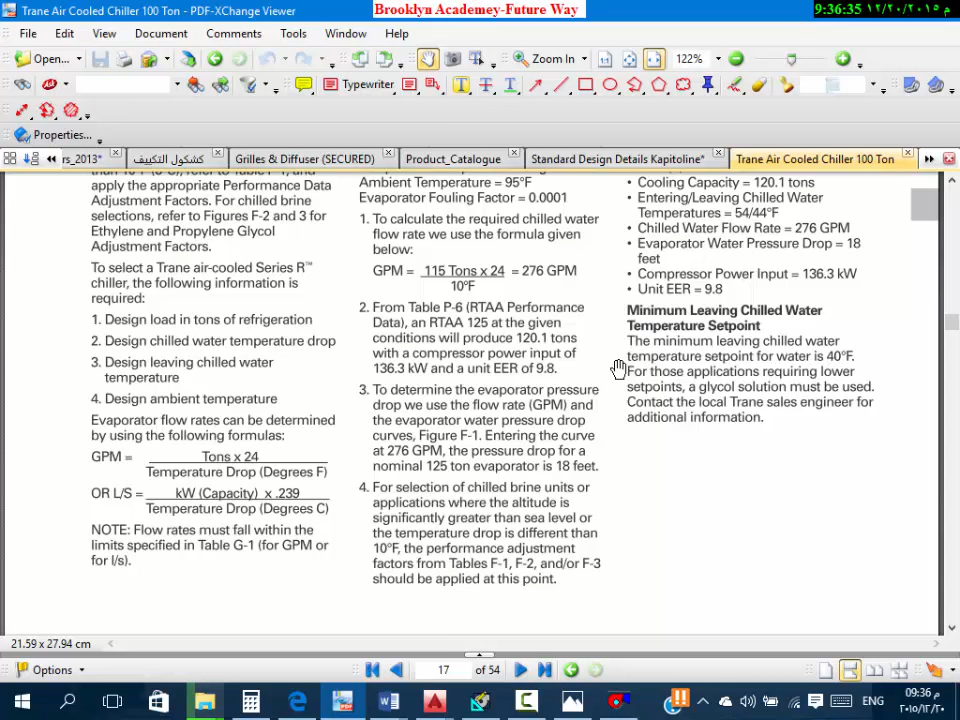 Trane Air Cooled Chiller 100 Ton - PDF-XChange Viewer
Brooklyn Academey-Future Way
9:36:35 م ١٢/٢٠/٢٠١٥
File Edit View Document Comments Tools Window Help
Open... Zoom In 122%
Typewriter
Properties...
rs_2013*
كشكول التكييف
Grilles & Diffuser (SECURED)
Product_Catalogue
Standard Design Details Kapitoline*
Trane Air Cooled Chiller 100 Ton
apply the appropriate Performance Data
Adjustment Factors. For chilled brine
selections, refer to Figures F-2 and 3 for
Ethylene and Propylene Glycol
Adjustment Factors.
To select a Trane air-cooled Series R™
chiller, the following information is
required:
1. Design load in tons of refrigeration
2. Design chilled water temperature drop
3. Design leaving chilled water
temperature
4. Design ambient temperature
Evaporator flow rates can be determined
by using the following formulas:
GPM = Tons x 24
Temperature Drop (Degrees F)
OR L/S = kW (Capacity) x .239
Temperature Drop (Degrees C)
NOTE: Flow rates must fall within the
limits specified in Table G-1 (for GPM or
for l/s).
Ambient Temperature = 95°F
Evaporator Fouling Factor = 0.0001
1. To calculate the required chilled water
flow rate we use the formula given
below:
GPM = 115 Tons x 24 = 276 GPM
10°F
2. From Table P-6 (RTAA Performance
Data), an RTAA 125 at the given
conditions will produce 120.1 tons
with a compressor power input of
136.3 kW and a unit EER of 9.8.
3. To determine the evaporator pressure
drop we use the flow rate (GPM) and
the evaporator water pressure drop
curves, Figure F-1. Entering the curve
at 276 GPM, the pressure drop for a
nominal 125 ton evaporator is 18 feet.
4. For selection of chilled brine units or
applications where the altitude is
significantly greater than sea level or
the temperature drop is different than
10°F, the performance adjustment
factors from Tables F-1, F-2, and/or F-3
should be applied at this point.
• Cooling Capacity = 120.1 tons
• Entering/Leaving Chilled Water
Temperatures = 54/44°F
• Chilled Water Flow Rate = 276 GPM
• Evaporator Water Pressure Drop = 18
feet
• Compressor Power Input = 136.3 kW
• Unit EER = 9.8
Minimum Leaving Chilled Water
Temperature Setpoint
The minimum leaving chilled water
temperature setpoint for water is 40°F.
For those applications requiring lower
setpoints, a glycol solution must be used.
Contact the local Trane sales engineer for
additional information.
21.59 x 27.94 cm
Options 17 of 54
ENG
09:36 م
٢٠١٥/١٢/٢٠